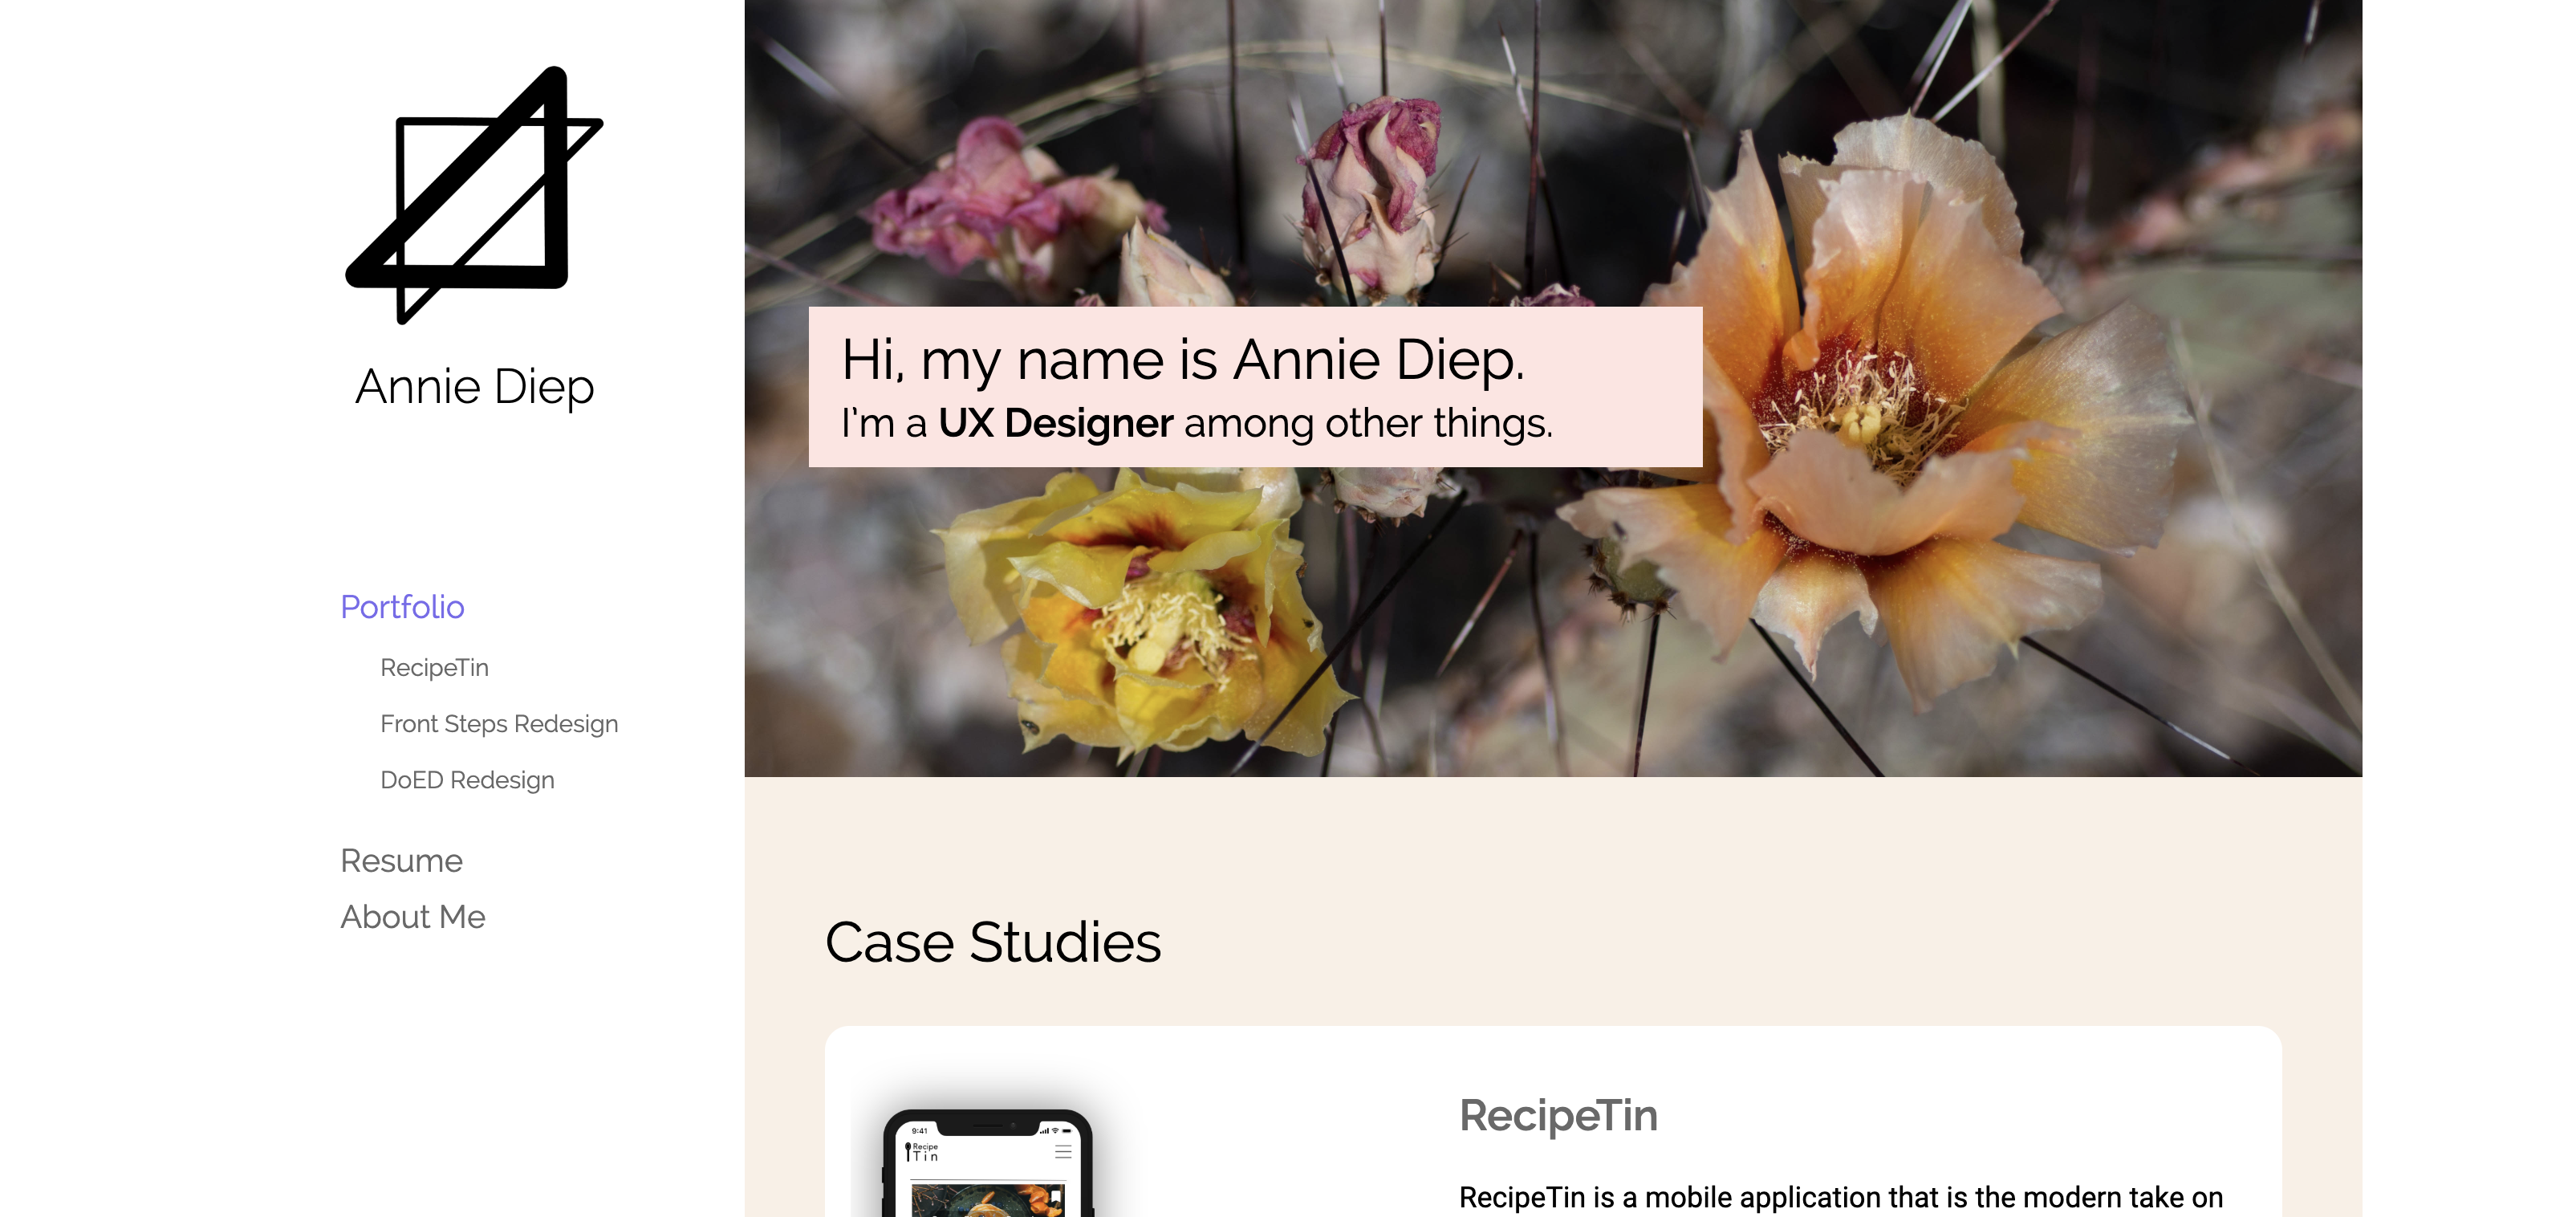 Annie Diep
Portfolio
RecipeTin
Front Steps Redesign
DoED Redesign
Resume
About Me
Hi, my name is Annie Diep.
I'm a UX Designer among other things.
Case Studies
9:41
Recipe
Tin
RecipeTin
RecipeTin is a mobile application that is the modern take on